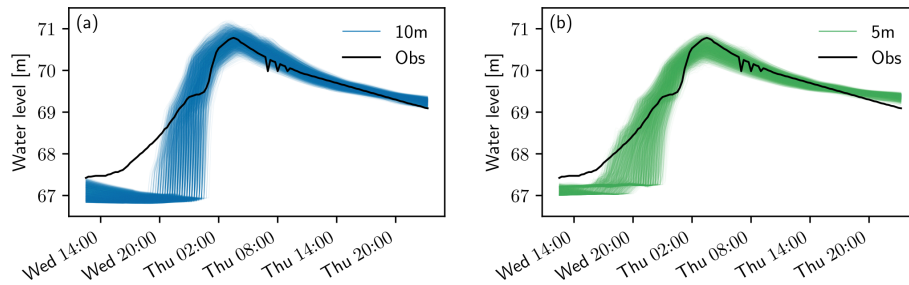 (a)
10m
Obs
Water level [m]
71
70
69
68
67
Wed 14:00
Wed 20:00
Thu 02:00
Thu 08:00
Thu 14:00
Thu 20:00
(b)
5m
Obs
Water level [m]
71
70
69
68
67
Wed 14:00
Wed 20:00
Thu 02:00
Thu 08:00
Thu 14:00
Thu 20:00